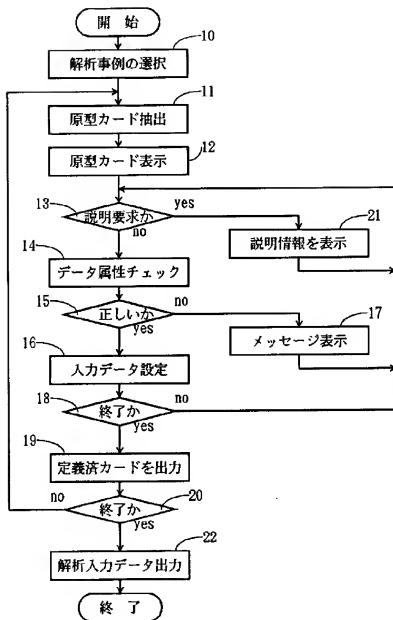 開 始
10
解析事例の選択
11
原型カード抽出
12
原型カード表示
13
説明要求か
yes
no
21
説明情報を表示
14
データ属性チェック
15
正しいか
no
yes
17
メッセージ表示
16
入力データ設定
18
終了か
no
yes
19
定義済カードを出力
no
終了か
20
yes
22
解析入力データ出力
終 了